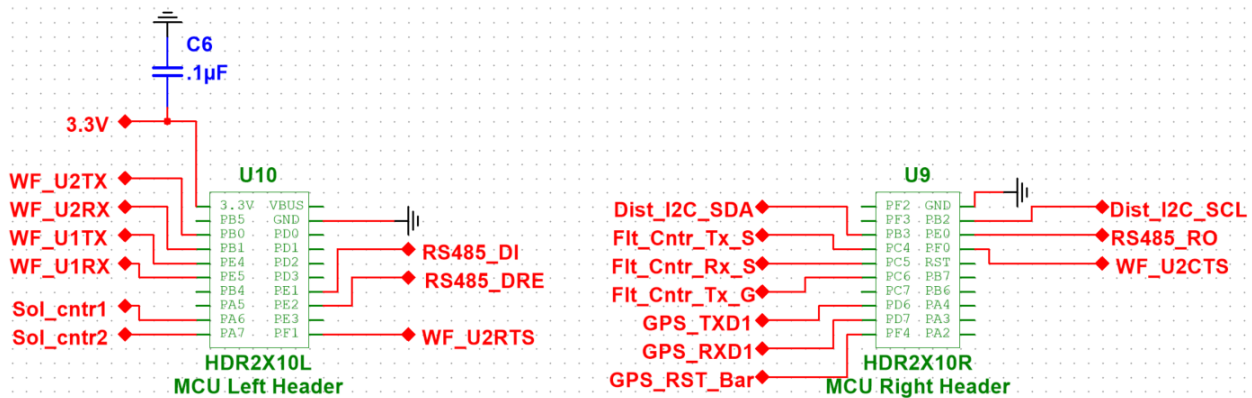 C6
.1µF
3.3V
WF_U2TX
WF_U2RX
WF_U1TX
WF_U1RX
Sol_cntr1
Sol_cntr2
U10
3.3V VBUS
PB5 GND
PB0 PD0
PB1 PD1
PE4 PD2
PE5 PD3
PB4 PE1
PA5 PE2
PA6 PE3
PA7 PF1
HDR2X10L
MCU Left Header
RS485_DI
RS485_DRE
WF_U2RTS
Dist_I2C_SDA
Flt_Cntr_Tx_S
Flt_Cntr_Rx_S
Flt_Cntr_Tx_G
GPS_TXD1
GPS_RXD1
GPS_RST_Bar
U9
PF2 GND
PF3 PB2
PB3 PE0
PC4 PF0
PC5 RST
PC6 PB7
PC7 PB6
PD6 PA4
PD7 PA3
PF4 PA2
HDR2X10R
MCU Right Header
Dist_I2C_SCL
RS485_RO
WF_U2CTS